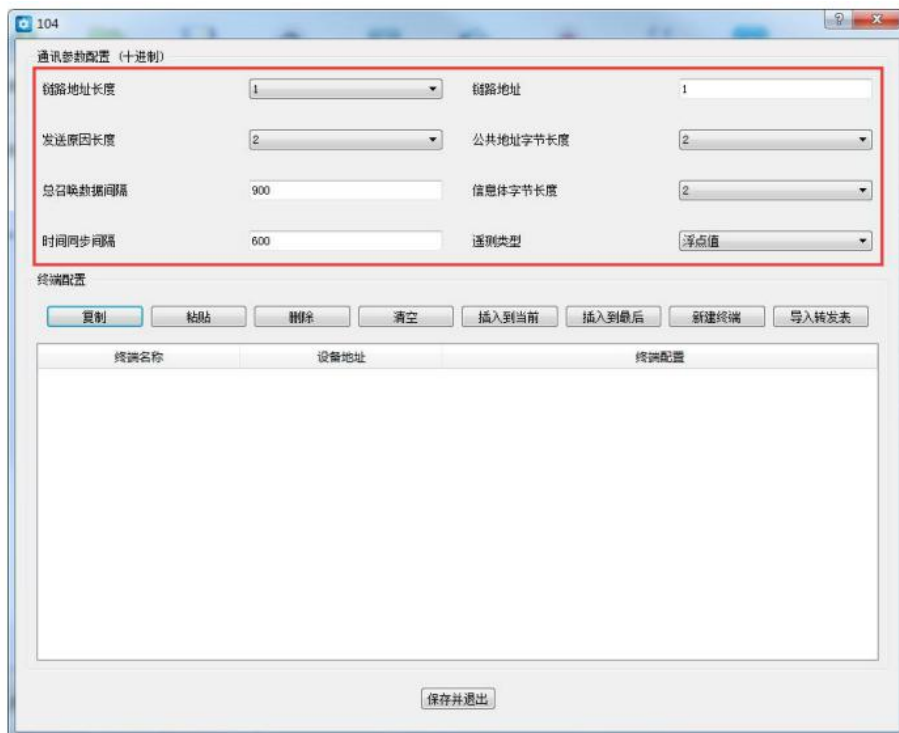 104
通讯参数配置（十进制）
链路地址长度 1 链路地址 1
发送原因长度 2 公共地址字节长度 2
总召唤数据间隔 900 信息体字节长度 2
时间同步间隔 600 遥测类型 浮点值
终端配置
复制 粘贴 删除 清空 插入到当前 插入到最后 新建终端 导入转发表
终端名称 设备地址 终端配置
保存并退出